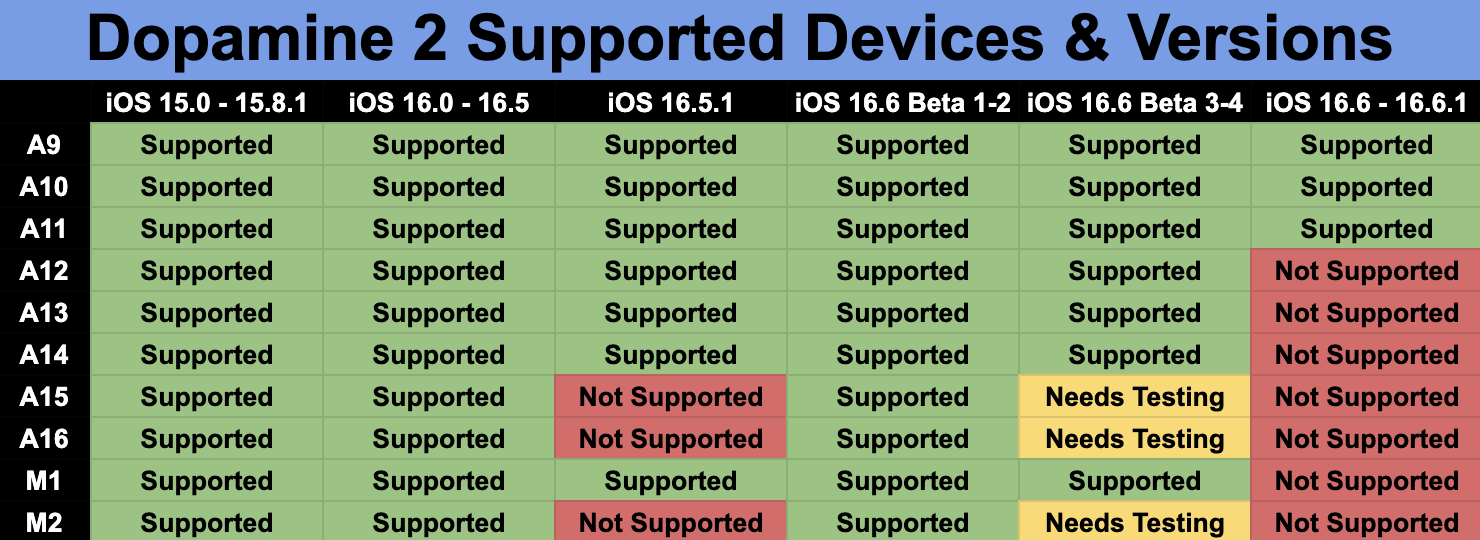 Dopamine 2 Supported Devices & Versions
iOS 15.0 - 15.8.1 iOS 16.0 - 16.5 iOS 16.5.1 iOS 16.6 Beta 1-2 iOS 16.6 Beta 3-4 iOS 16.6 - 16.6.1
A9 Supported Supported Supported Supported Supported Supported
A10 Supported Supported Supported Supported Supported Supported
A11 Supported Supported Supported Supported Supported Supported
A12 Supported Supported Supported Supported Supported Not Supported
A13 Supported Supported Supported Supported Supported Not Supported
A14 Supported Supported Supported Supported Supported Not Supported
A15 Supported Supported Not Supported Supported Needs Testing Not Supported
A16 Supported Supported Not Supported Supported Needs Testing Not Supported
M1 Supported Supported Supported Supported Supported Not Supported
M2 Supported Supported Not Supported Supported Needs Testing Not Supported